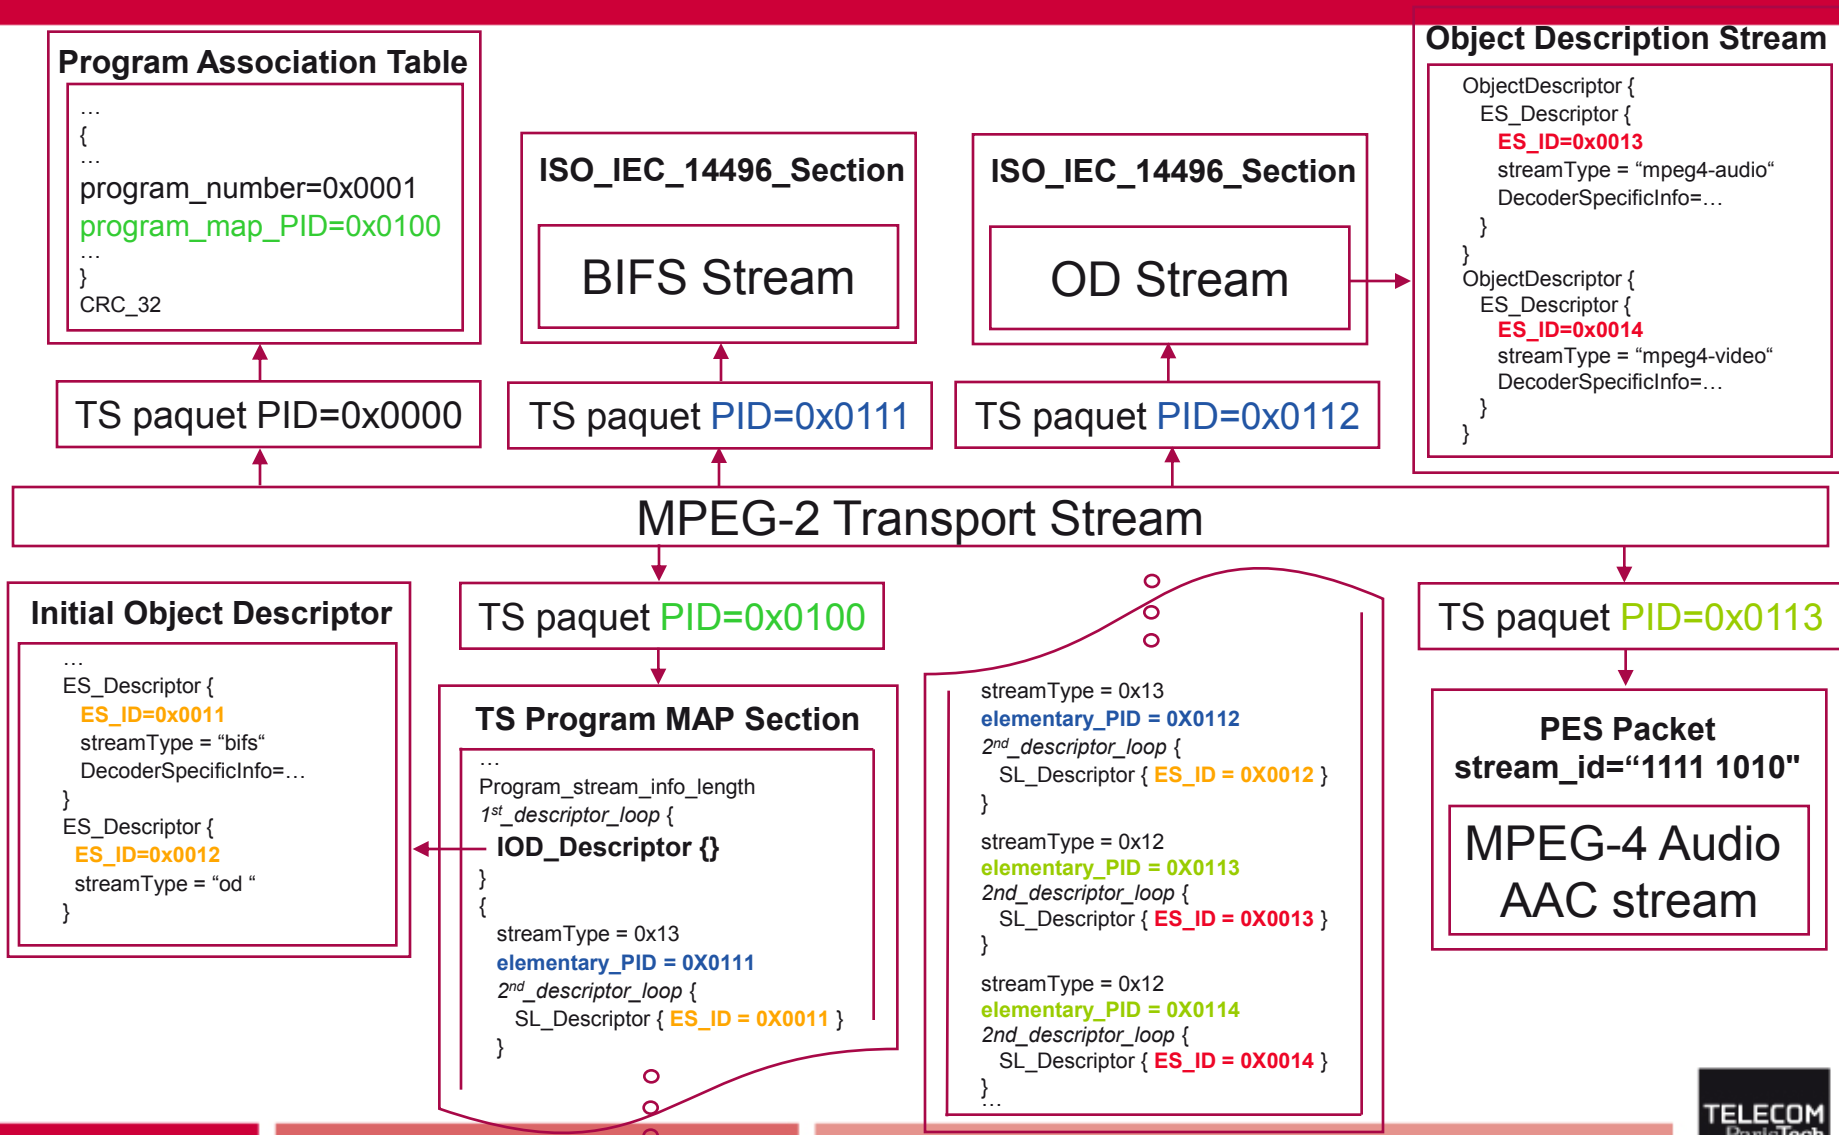 Program Association Table
…
{
…
program_number=0x0001
program_map_PID=0x0100
…
}
CRC_32
ISO_IEC_14496_Section
BIFS Stream
ISO_IEC_14496_Section
OD Stream
Object Description Stream
ObjectDescriptor {
ES_Descriptor {
ES_ID=0x0013
streamType = “mpeg4-audio“
DecoderSpecificInfo=…
}
}
ObjectDescriptor {
ES_Descriptor {
ES_ID=0x0014
streamType = “mpeg4-video“
DecoderSpecificInfo=…
}
}
TS paquet PID=0x0000
TS paquet PID=0x0111
TS paquet PID=0x0112
MPEG-2 Transport Stream
Initial Object Descriptor
…
ES_Descriptor {
ES_ID=0x0011
streamType = “bifs“
DecoderSpecificInfo=…
}
ES_Descriptor {
ES_ID=0x0012
streamType = “od “
}
TS paquet PID=0x0100
TS Program MAP Section
…
Program_stream_info_length
1st_descriptor_loop {
IOD_Descriptor {}
}
{
streamType = 0x13
elementary_PID = 0X0111
2nd_descriptor_loop {
SL_Descriptor { ES_ID = 0X0011 }
}
streamType = 0x13
elementary_PID = 0X0112
2nd_descriptor_loop {
SL_Descriptor { ES_ID = 0X0012 }
}
streamType = 0x12
elementary_PID = 0X0113
2nd_descriptor_loop {
SL_Descriptor { ES_ID = 0X0013 }
}
streamType = 0x12
elementary_PID = 0X0114
2nd_descriptor_loop {
SL_Descriptor { ES_ID = 0X0014 }
}
…
TS paquet PID=0x0113
PES Packet
stream_id=“1111 1010"
MPEG-4 Audio
AAC stream
TELECOM
ParisTech